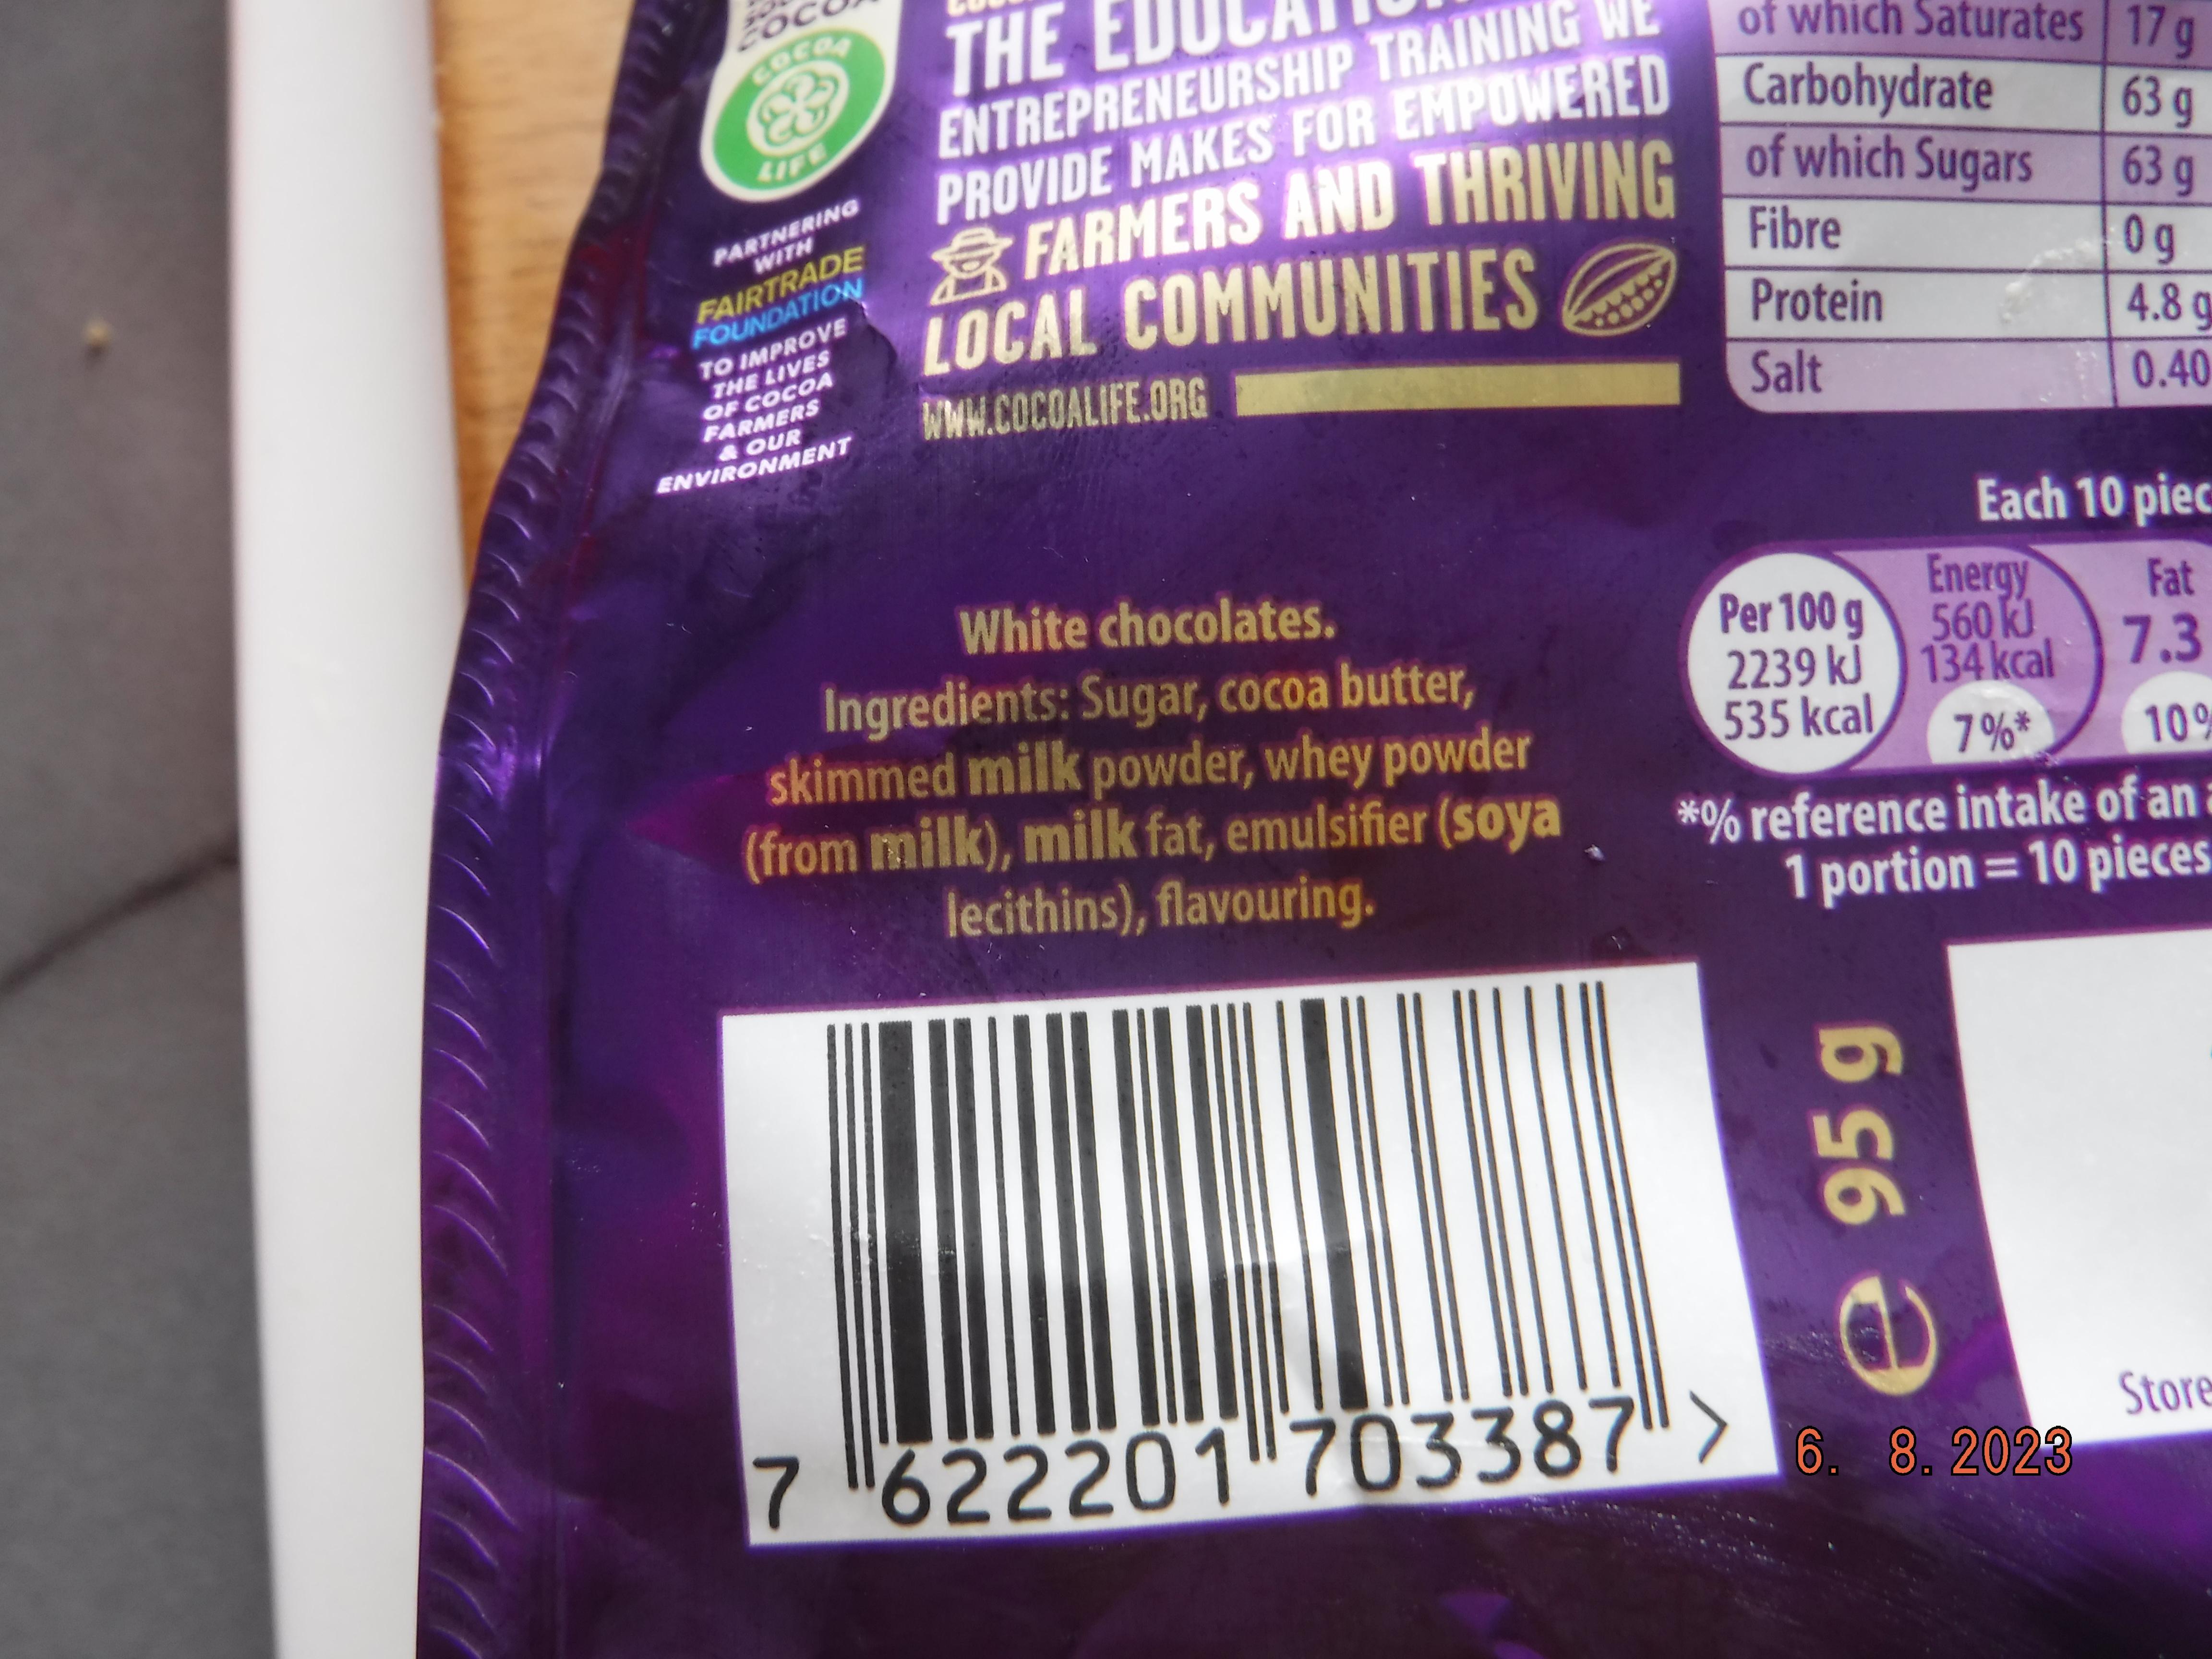 COCOA
COCOA
LIFE
PARTNERING
WITH
FAIRTRADE
FOUNDATION
TO IMPROVE
THE LIVES
OF COCOA
FARMERS
& OUR
ENVIRONMENT
THE
ENTREPRENEURSHIP TRAINING WE
PROVIDE MAKES FOR EMPOWERED
FARMERS AND THRIVING
LOCAL COMMUNITIES
WWW.COCOALIFE.ORG
of which Saturates 17 g
Carbohydrate 63 g
of which Sugars 63 g
Fibre 0 g
Protein 4.8 g
Salt 0.40
Each 10
Per 100 g
2239 kJ
535 kcal
Energy
560 kJ
134 kcal
7%*
Fat
7.3
10%
*% reference intake of an
1 portion = 10 pieces
White chocolates.
Ingredients: Sugar, cocoa butter,
skimmed milk powder, whey powder
(from milk), milk fat, emulsifier (soya
lecithins), flavouring.
7 622201 703387 >
e 95 g
Store
6. 8. 2023